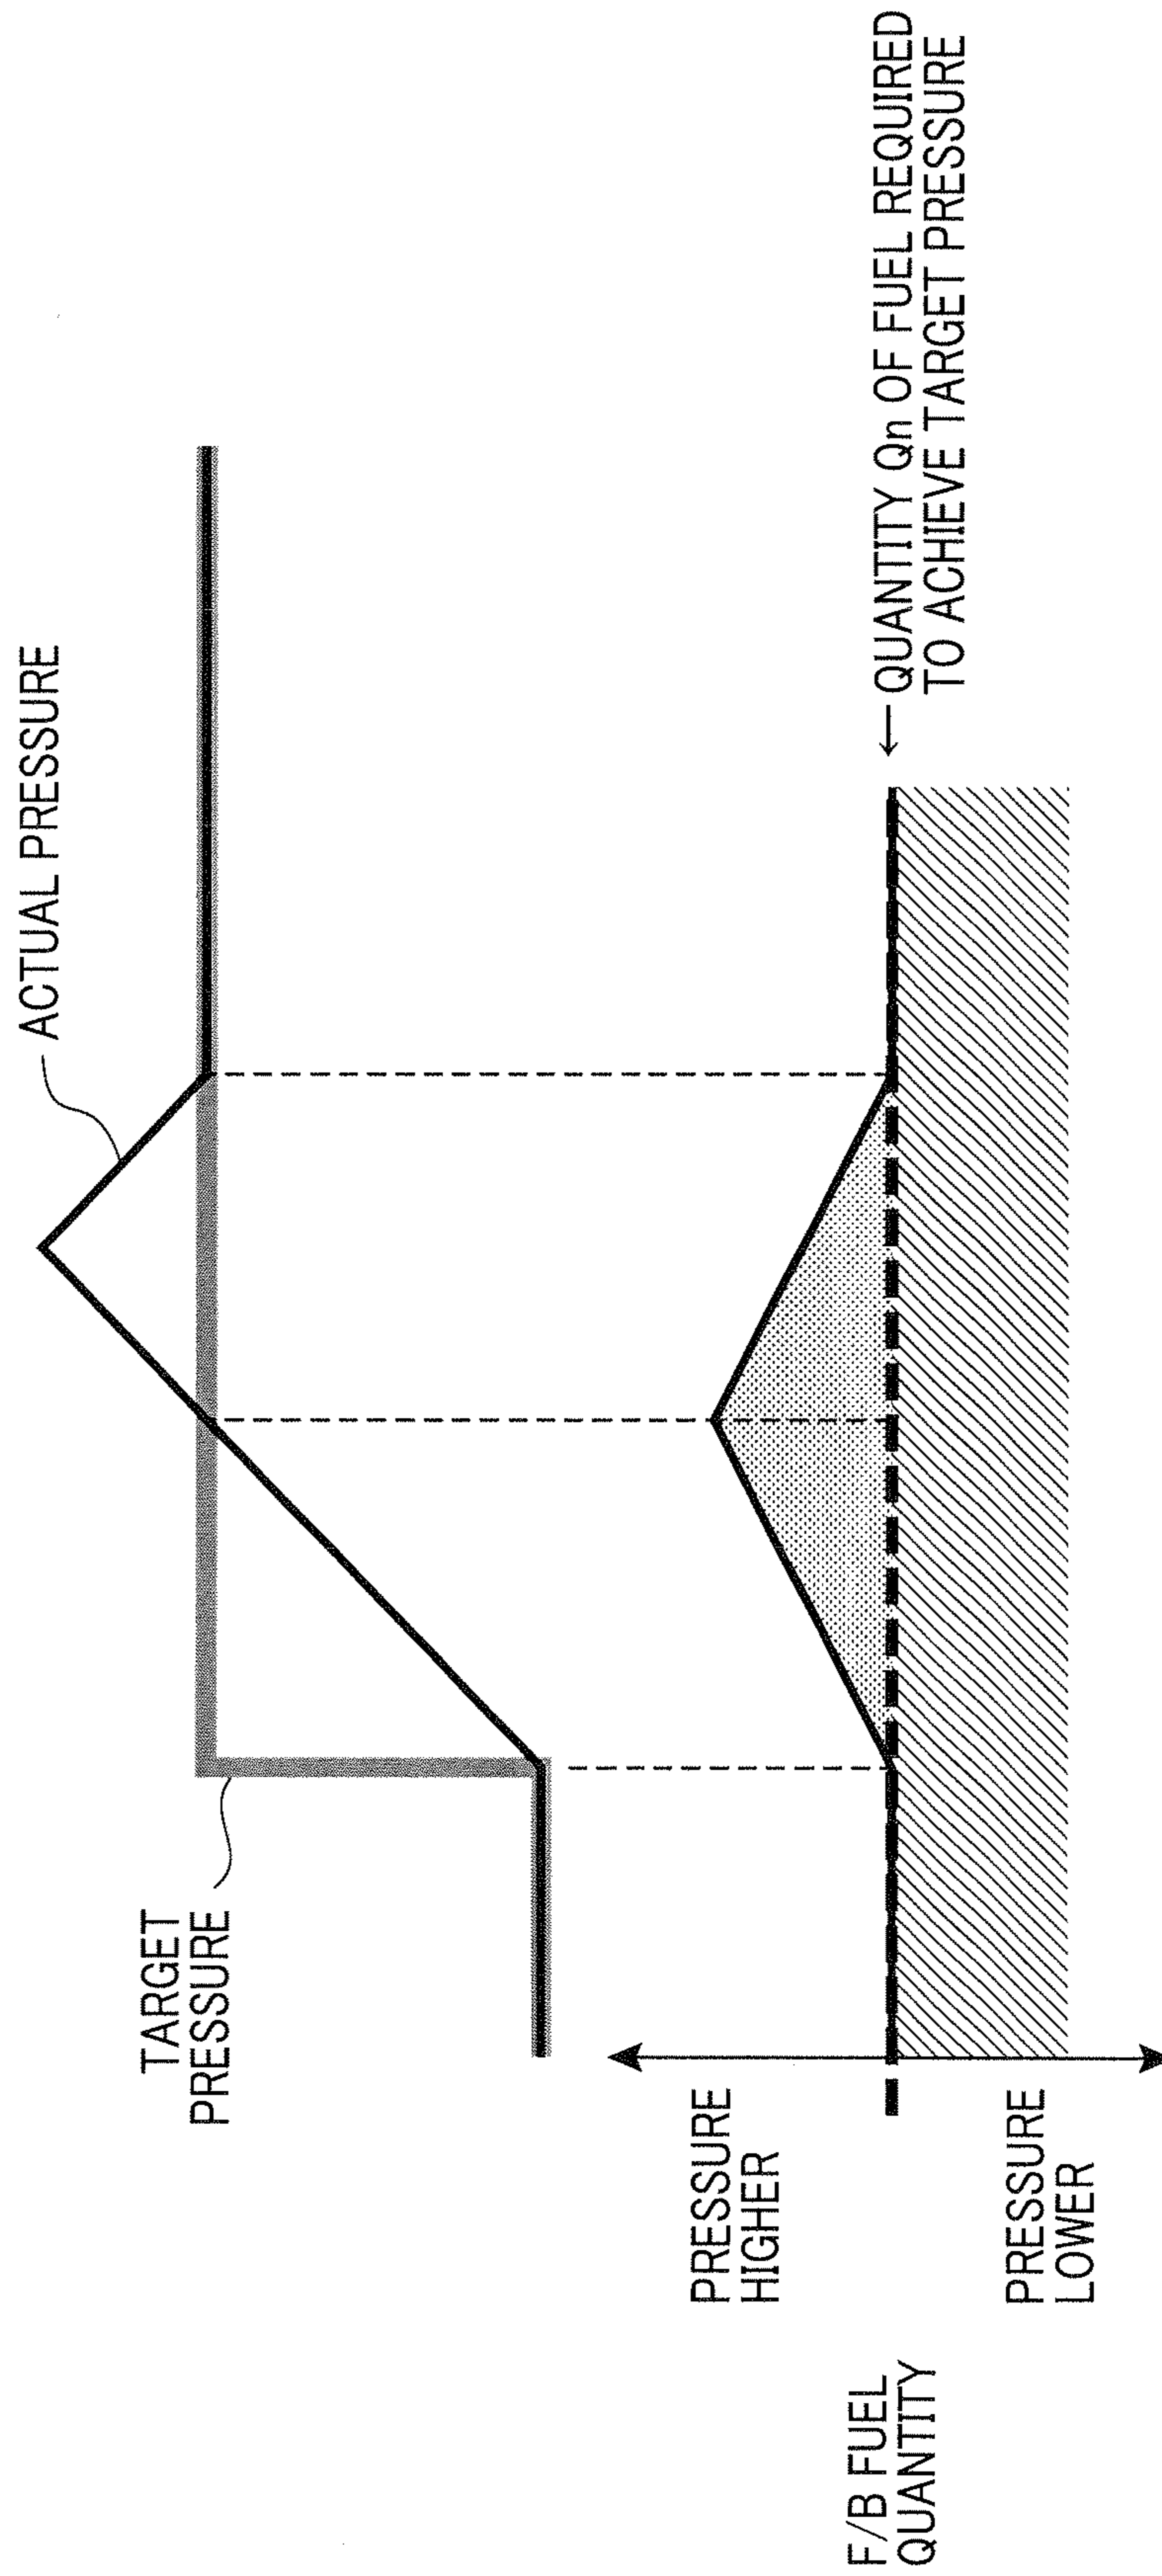 ACTUAL PRESSURE
TARGET
PRESSURE
PRESSURE
HIGHER
F/B FUEL
QUANTITY
PRESSURE
LOWER
QUANTITY Qn OF FUEL REQUIRED
TO ACHIEVE TARGET PRESSURE